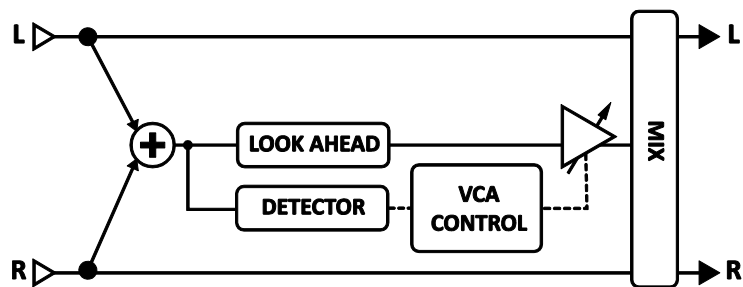 L
L
LOOK AHEAD
MIX
DETECTOR
VCA
CONTROL
R
R